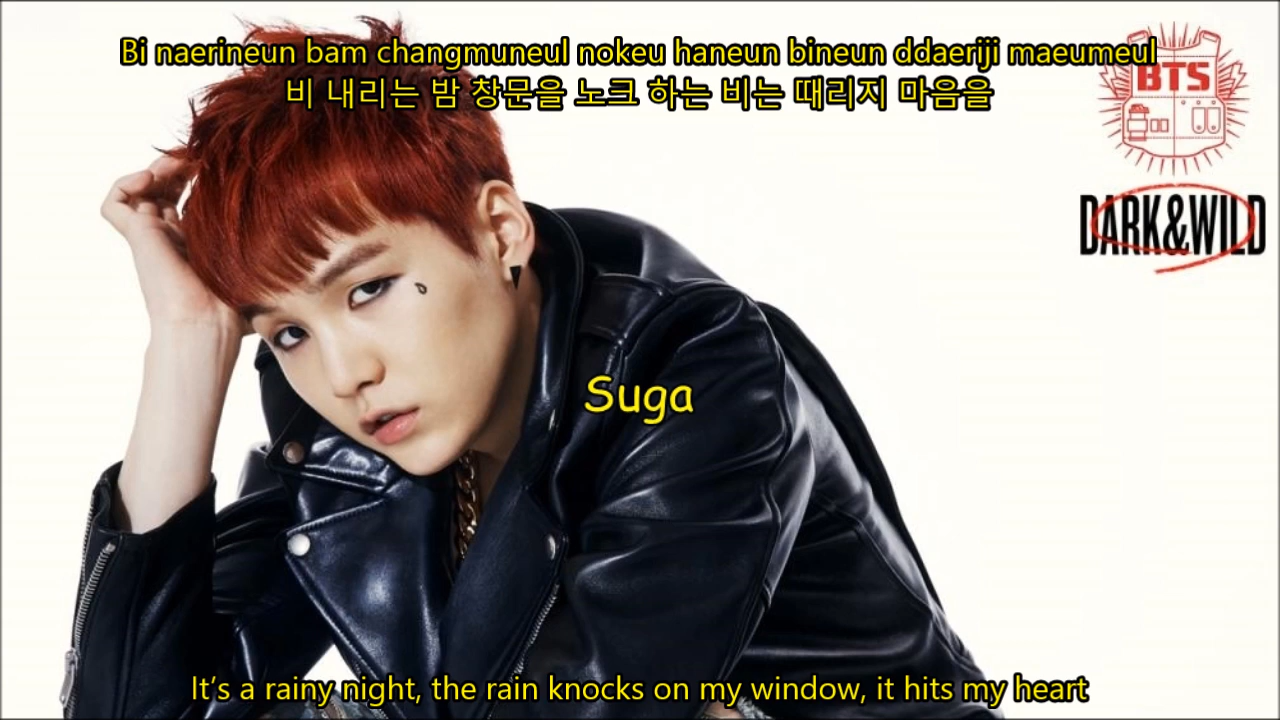 Bi naerineun bam changmuneul nokeu haneun bineun ddaeriji maeumeul
비 내리는 밤 창문을 노크 하는 비는 때리지 마음을
BTS
DARK&WILD
Suga
It's a rainy night, the rain knocks on my window, it hits my heart